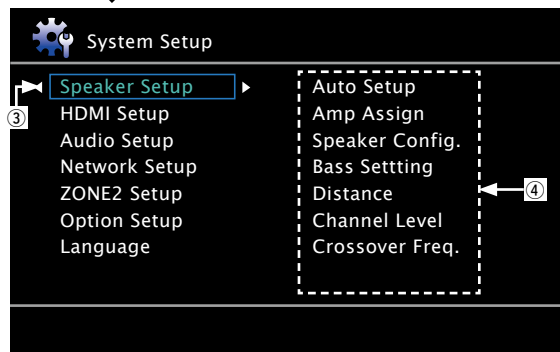 System Setup
③
Speaker Setup
HDMI Setup
Audio Setup
Network Setup
ZONE2 Setup
Option Setup
Language
Auto Setup
Amp Assign
Speaker Config.
Bass Settting
Distance
Channel Level
Crossover Freq.
④